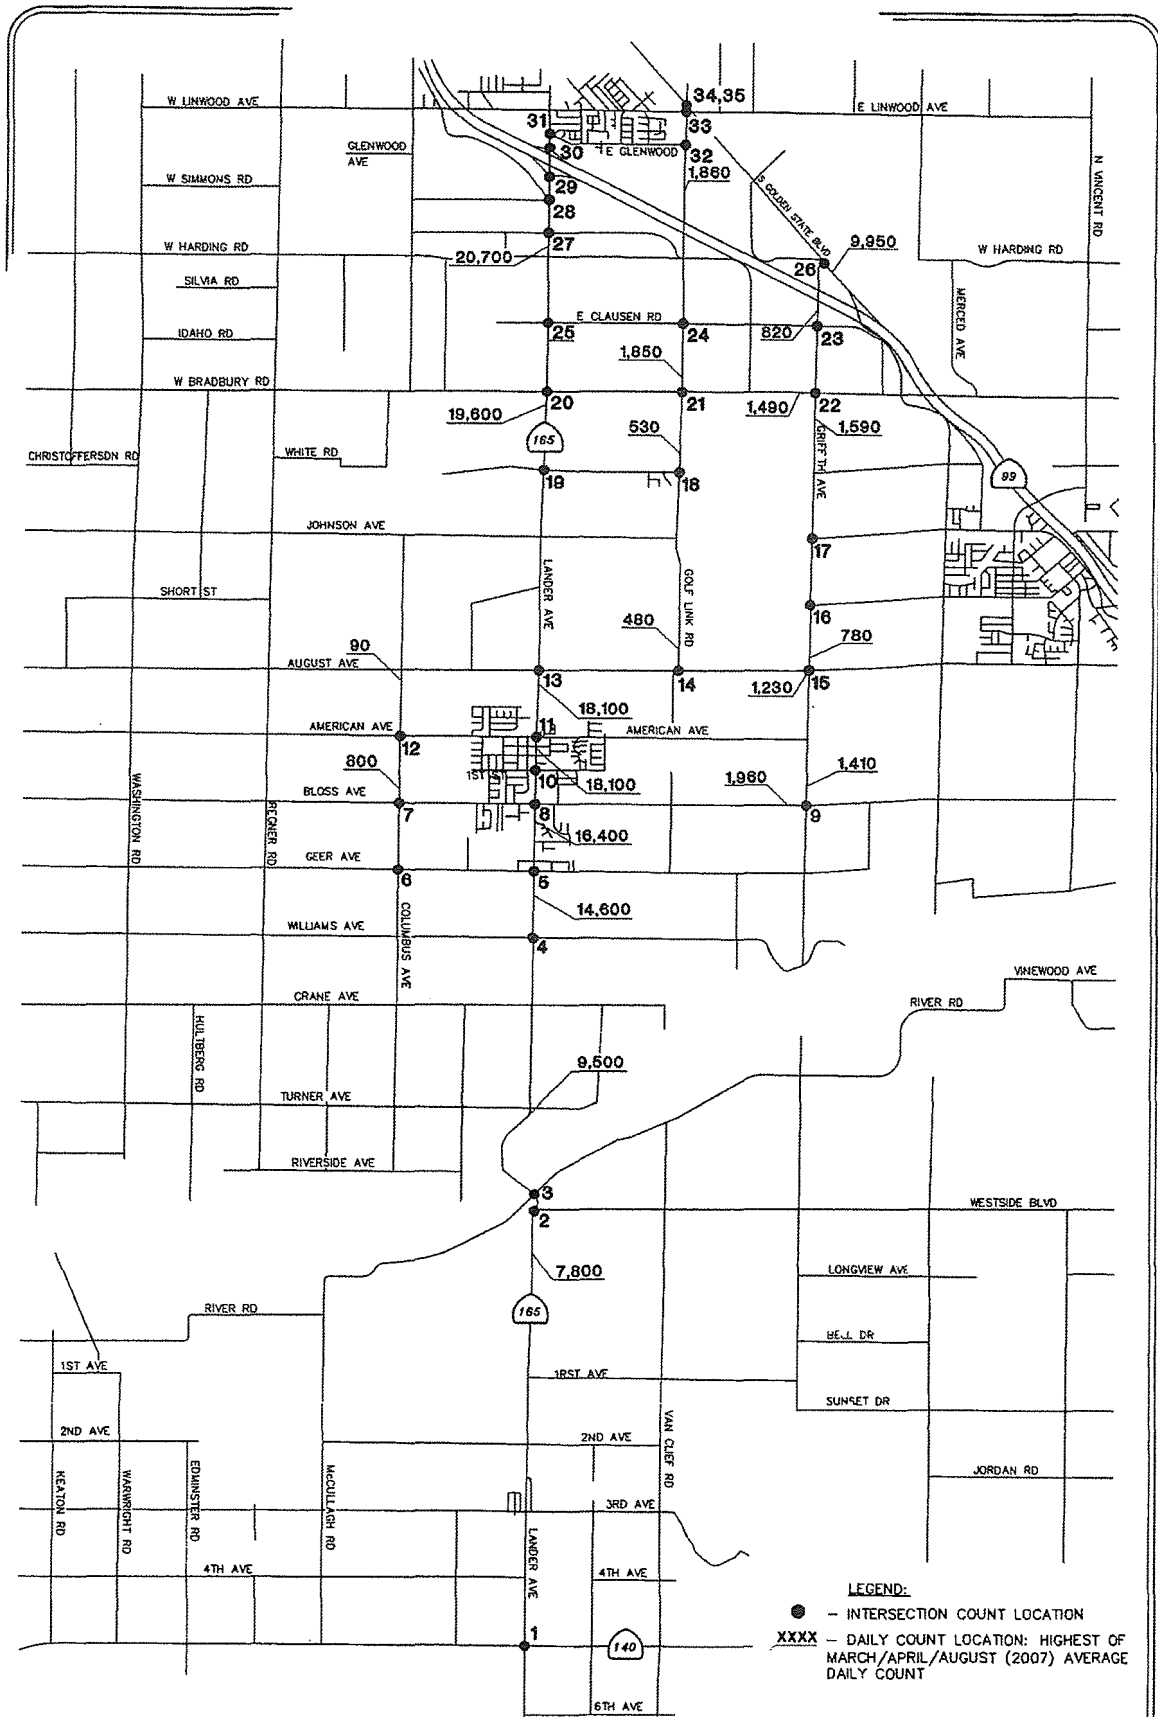 34,35
W LINWOOD AVE
E LINWOOD AVE
33
31
GLENWOOD
AVE
30
E GLENWOOD
32
N VINCENT RD
1,860
W SIMMONS RD
29
S GOLDEN STATE BLVD
28
27
W HARDING RD
20,700
26
9,950
W HARDING RD
SILVIA RD
MERCED AVE
E CLAUSEN RD
IDAHO RD
25
24
820
23
1,850
W BRADBURY RD
20
21
1,490
22
19,600
165
530
1,590
GRIFFITH AVE
CHRISTOFFERSON RD
WHITE RD
19
18
99
JOHNSON AVE
17
LANDER AVE
GOLF LINK RD
SHORT ST
16
480
780
90
AUGUST AVE
13
14
1,230
15
18,100
AMERICAN AVE
12
11
AMERICAN AVE
800
1ST ST
10
18,100
1,960
1,410
WASHINGTON RD
REGNER RD
BLOSS AVE
7
8
9
16,400
GEER AVE
6
5
COLUMBUS AVE
14,600
WILLIAMS AVE
4
VINEWOOD AVE
CRANE AVE
RIVER RD
HULTBERG RD
9,500
TURNER AVE
RIVERSIDE AVE
3
2
WESTSIDE BLVD
7,800
LONGVIEW AVE
RIVER RD
165
BELL DR
1ST AVE
1RST AVE
SUNSET DR
2ND AVE
2ND AVE
VAN CLIEF RD
KEATON RD
WARWRIGHT RD
EDMINSTER RD
McCULLAGH RD
JORDAN RD
3RD AVE
LANDER AVE
4TH AVE
4TH AVE
LEGEND:
– INTERSECTION COUNT LOCATION
1
140
XXXX – DAILY COUNT LOCATION: HIGHEST OF
MARCH/APRIL/AUGUST (2007) AVERAGE
DAILY COUNT
6TH AVE